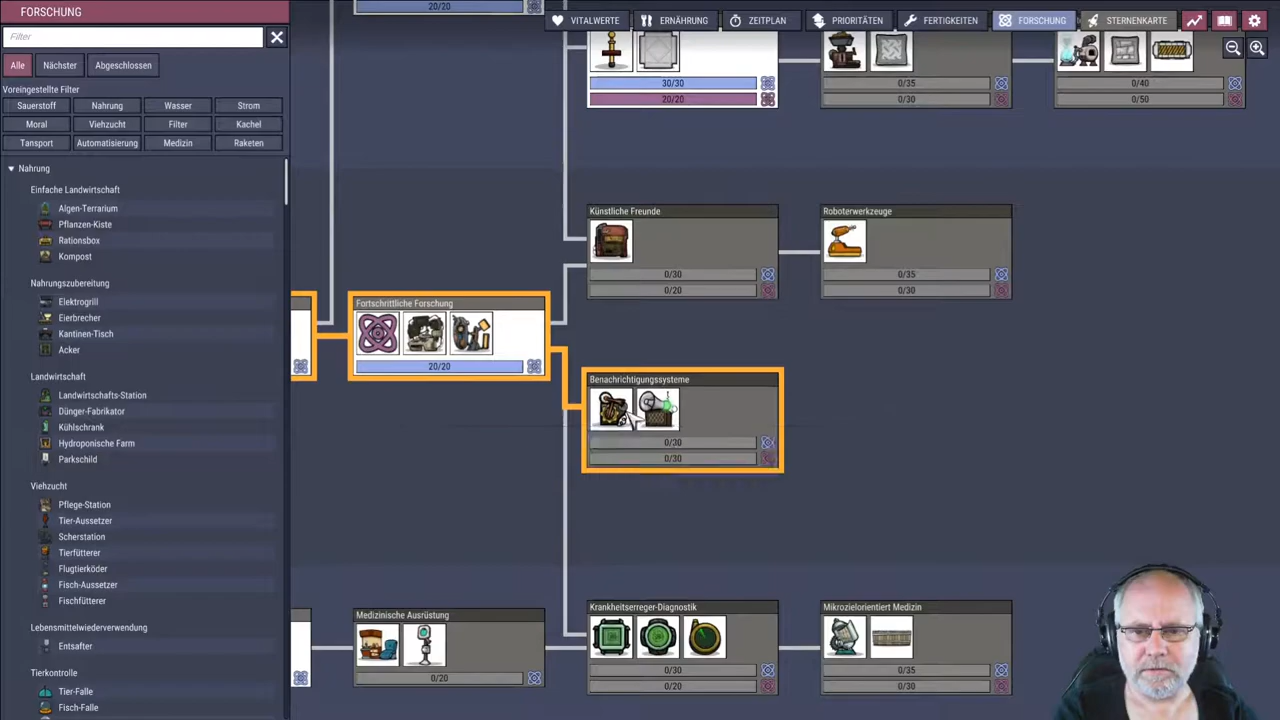 FORSCHUNG
Filter
Alle
Nächster
Abgeschlossen
Voreingestellte Filter
Sauerstoff
Nahrung
Wasser
Strom
Moral
Viehzucht
Filter
Kachel
Tansport
Automatisierung
Medizin
Raketen
Nahrung
Einfache Landwirtschaft
Algen-Terrarium
Pflanzen-Kiste
Rationsbox
Kompost
Nahrungszubereitung
Elektrogrill
Eierbrecher
Kantinen-Tisch
Acker
Landwirtschaft
Landwirtschafts-Station
Dünger-Fabrikator
Kühlschrank
Hydroponische Farm
Parkschild
Viehzucht
Pflege-Station
Tier-Aussetzer
Scherstation
Tierfütterer
Flugtierköder
Fisch-Aussetzer
Fischfütterer
Lebensmittelwiederverwendung
Entsafter
Tierkontrolle
Tier-Falle
Fisch-Falle
VITALWERTE
ERNÄHRUNG
ZEITPLAN
PRIORITÄTEN
FERTIGKEITEN
FORSCHUNG
STERNENKARTE
20/20
30/30
20/20
0/35
0/30
0/40
0/50
Künstliche Freunde
0/30
0/20
Roboterwerkzeuge
0/35
0/30
Fortschrittliche Forschung
20/20
Benachrichtigungssysteme
0/30
0/30
Medizinische Ausrüstung
0/20
Krankheitserreger-Diagnostik
0/30
0/20
Mikrozielorientiert Medizin
0/35
0/30